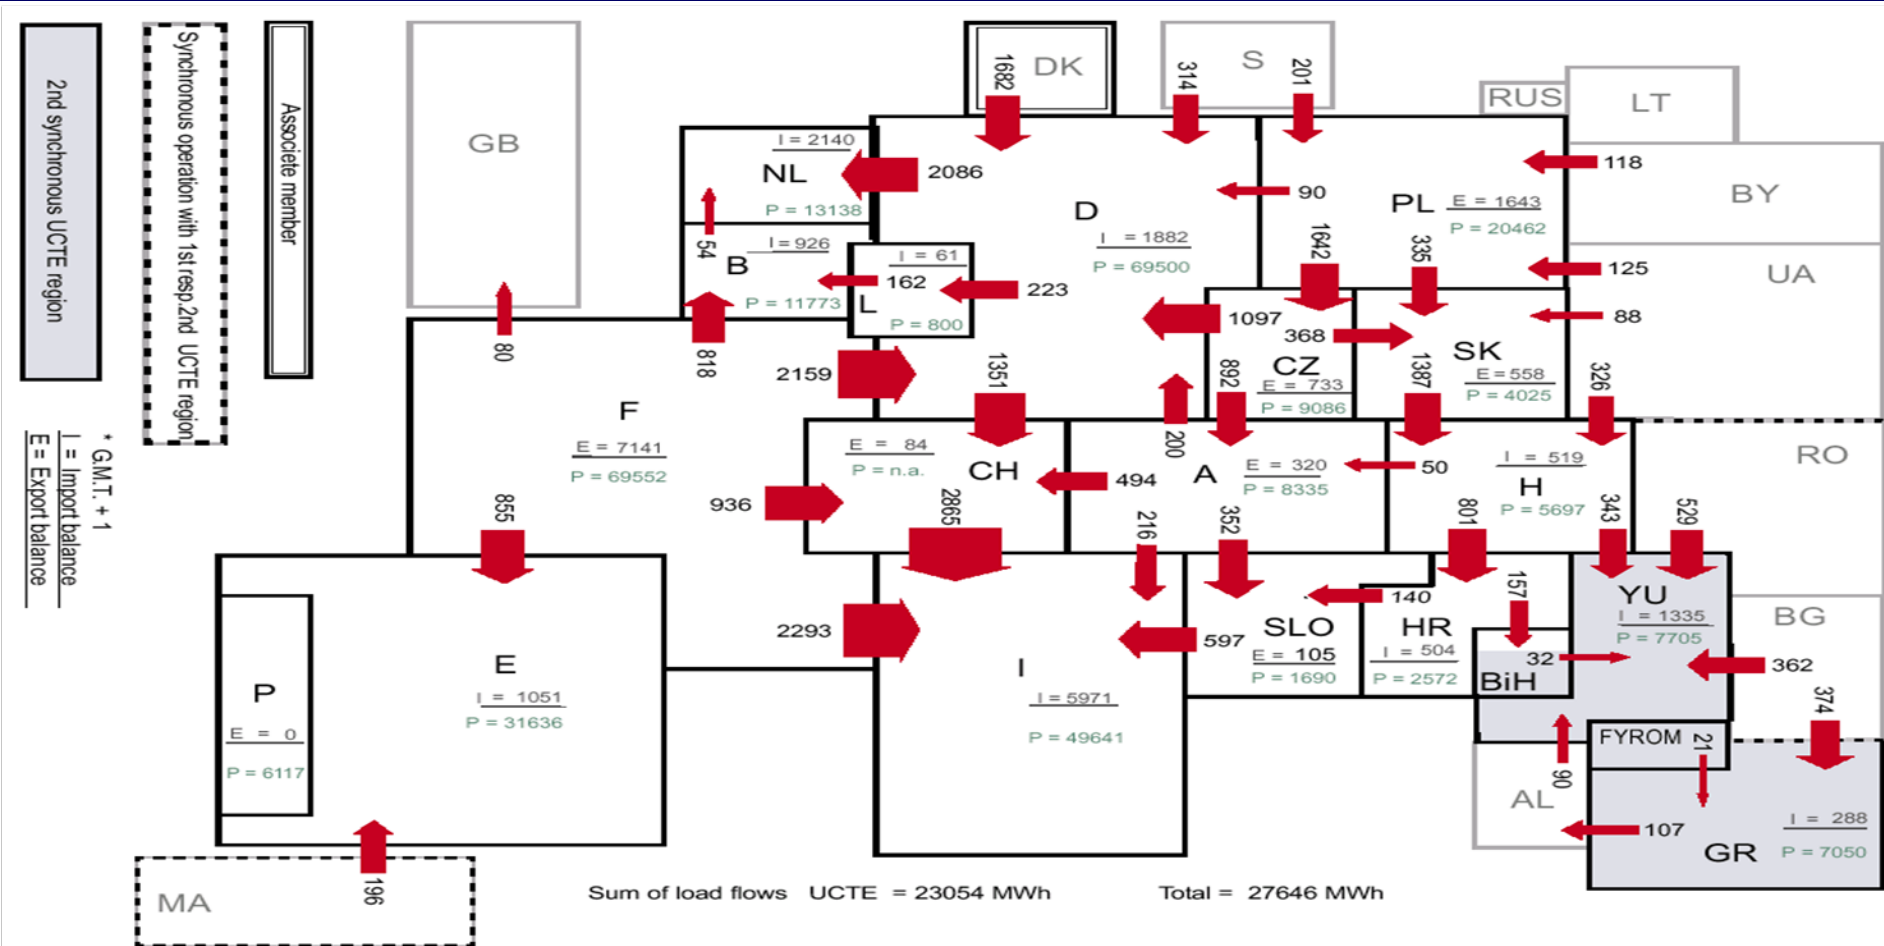 2nd synchronous UCTE region
Synchronous operation with 1st resp.2nd UCTE region
Associete member
* G.M.T. + 1
I = Import balance
E = Export balance
GB
DK
1682
S
314
201
RUS
LT
BY
UA
RO
BG
AL
MA
118
125
88
NL
I = 2140
P = 13138
2086
54
B
I = 926
P = 11773
162
L
I = 61
P = 800
223
D
I = 1882
P = 69500
90
PL
E = 1643
P = 20462
1642
335
1097
368
CZ
E = 733
P = 9086
SK
E = 558
P = 4025
892
1387
326
80
818
2159
1351
200
F
E = 7141
P = 69552
936
855
E = 84
P = n.a.
CH
2865
494
A
E = 320
P = 8335
216
352
50
I = 519
H
P = 5697
801
343
529
157
E
I = 1051
P = 31636
P
E = 0
P = 6117
196
2293
I
I = 5971
P = 49641
597
SLO
E = 105
P = 1690
140
HR
I = 504
P = 2572
32
BiH
YU
I = 1335
P = 7705
362
374
FYROM
21
90
107
GR
I = 288
P = 7050
Sum of load flows UCTE = 23054 MWh Total = 27646 MWh